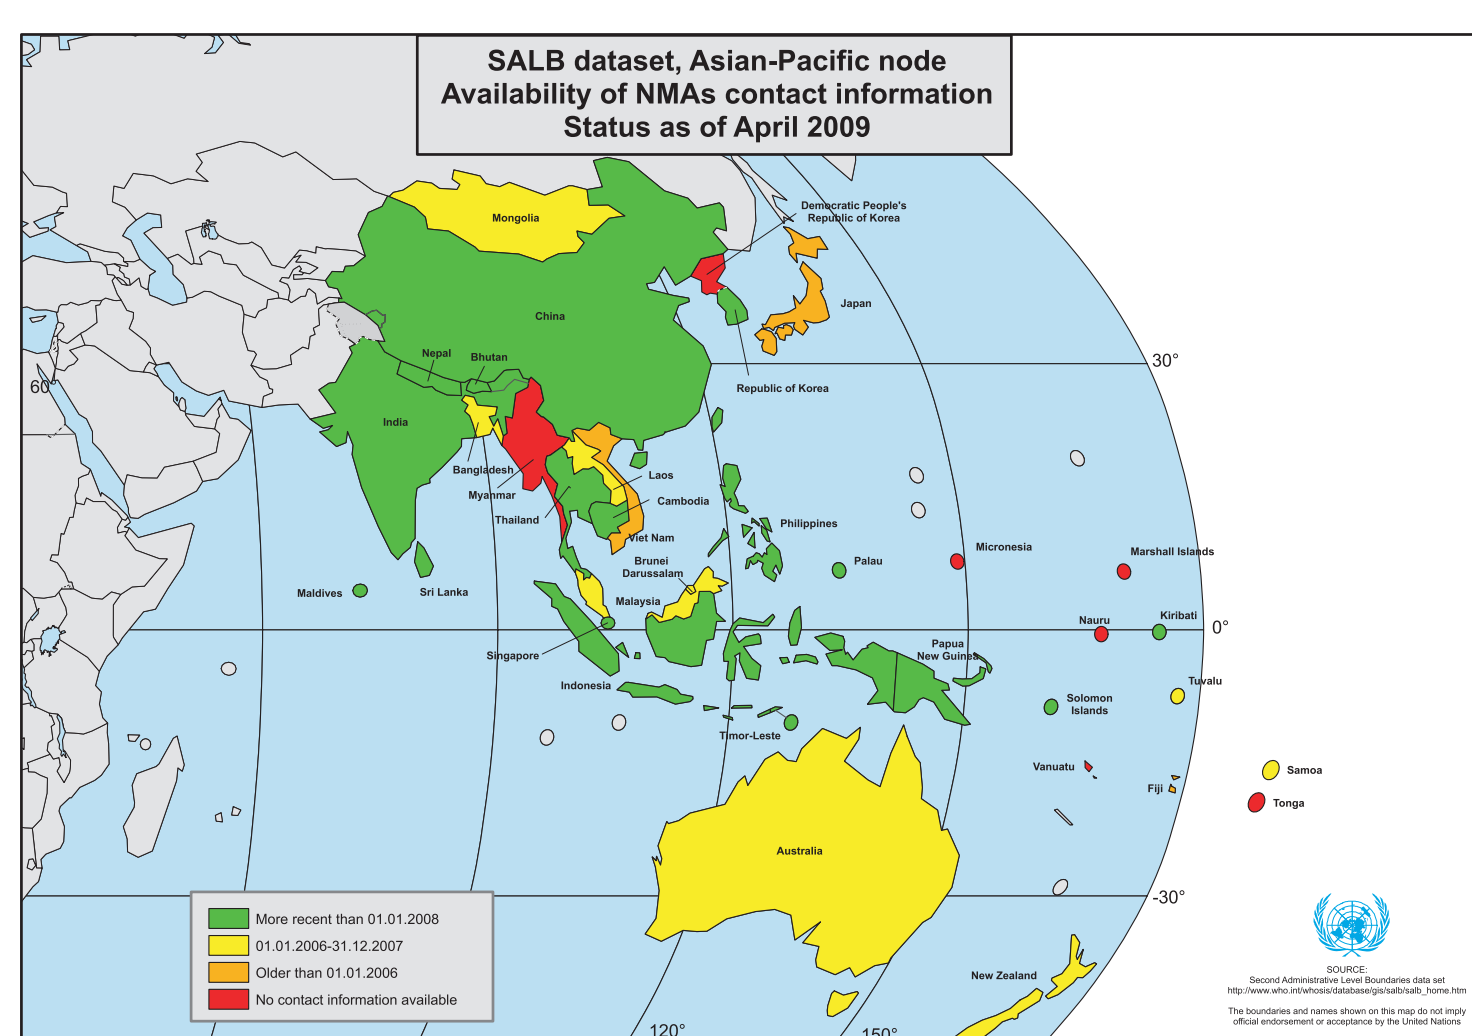 SALB dataset, Asian-Pacific node
Availability of NMAs contact information
Status as of April 2009
Democratic People's
Republic of Korea
Mongolia
Japan
China
Nepal
Bhutan
30°
60°
Republic of Korea
India
Bangladesh
Laos
Myanmar
Cambodia
Thailand
Philippines
Viet Nam
Micronesia
Marshall Islands
Brunei
Darussalam
Palau
Maldives
Sri Lanka
Malaysia
Nauru
Kiribati
0°
Singapore
Papua
New Guinea
Indonesia
Tuvalu
Solomon
Islands
Timor-Leste
Vanuatu
Samoa
Fiji
Tonga
Australia
-30°
More recent than 01.01.2008
01.01.2006-31.12.2007
Older than 01.01.2006
No contact information available
New Zealand
SOURCE:
Second Administrative Level Boundaries data set
http://www.who.int/whosis/database/gis/salb/salb_home.htm
The boundaries and names shown on this map do not imply
official endorsement or acceptance by the United Nations
120°
150°